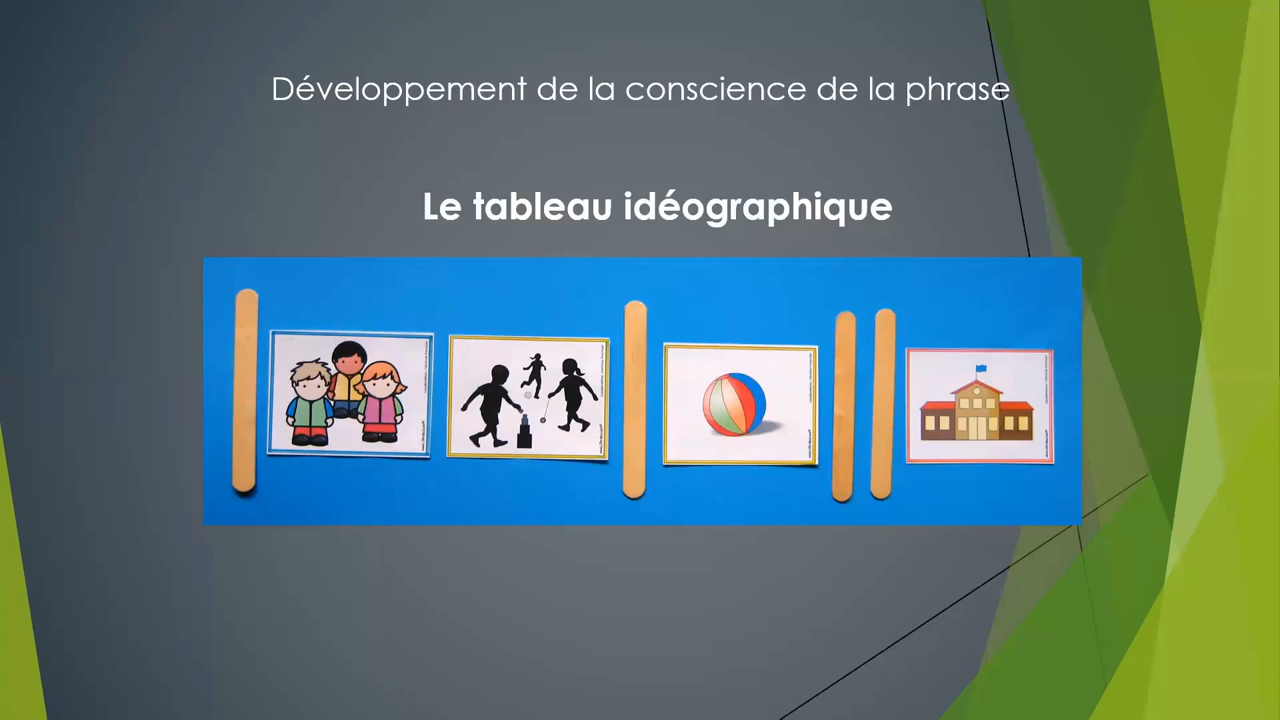 Développement de la conscience de la phrase
Le tableau idéographique